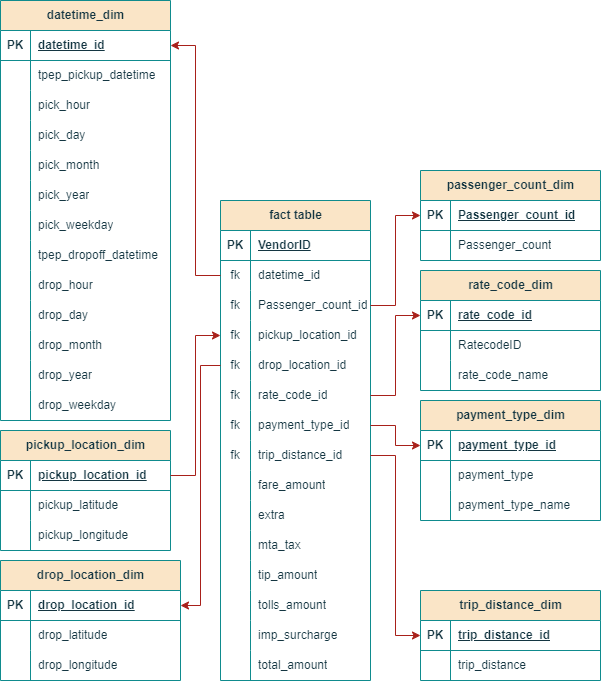 datetime_dim
PK datetime_id
tpep_pickup_datetime
pick_hour
pick_day
pick_month
pick_year
pick_weekday
tpep_dropoff_datetime
drop_hour
drop_day
drop_month
drop_year
drop_weekday
pickup_location_dim
PK pickup_location_id
pickup_latitude
pickup_longitude
drop_location_dim
PK drop_location_id
drop_latitude
drop_longitude
fact table
PK VendorID
fk datetime_id
fk Passenger_count_id
fk pickup_location_id
fk drop_location_id
fk rate_code_id
fk payment_type_id
fk trip_distance_id
fare_amount
extra
mta_tax
tip_amount
tolls_amount
imp_surcharge
total_amount
passenger_count_dim
PK Passenger_count_id
Passenger_count
rate_code_dim
PK rate_code_id
RatecodeID
rate_code_name
payment_type_dim
PK payment_type_id
payment_type
payment_type_name
trip_distance_dim
PK trip_distance_id
trip_distance